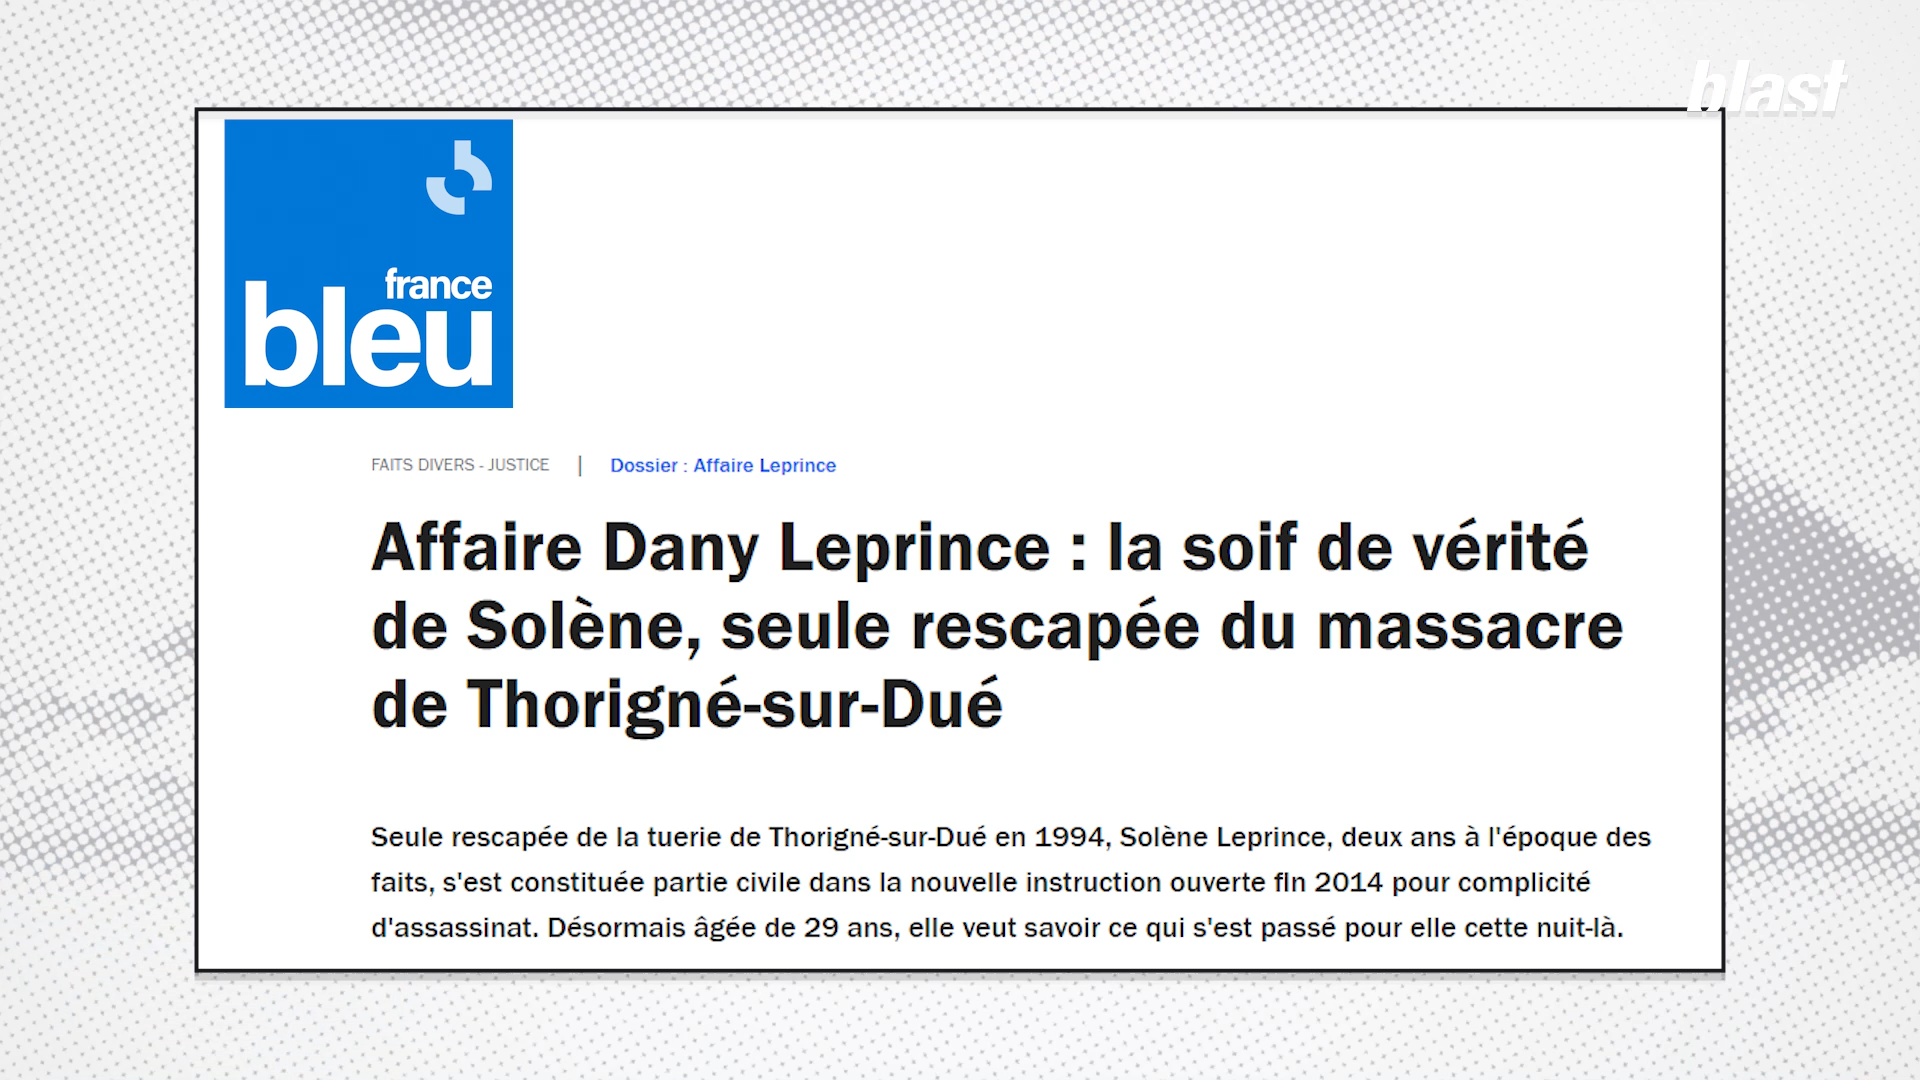 blast
france
bleu
FAITS DIVERS - JUSTICE | Dossier : Affaire Leprince
Affaire Dany Leprince : la soif de vérité
de Solène, seule rescapée du massacre
de Thorigné-sur-Dué
Seule rescapée de la tuerie de Thorigné-sur-Dué en 1994, Solène Leprince, deux ans à l'époque des
faits, s'est constituée partie civile dans la nouvelle instruction ouverte fin 2014 pour complicité
d'assassinat. Désormais âgée de 29 ans, elle veut savoir ce qui s'est passé pour elle cette nuit-là.